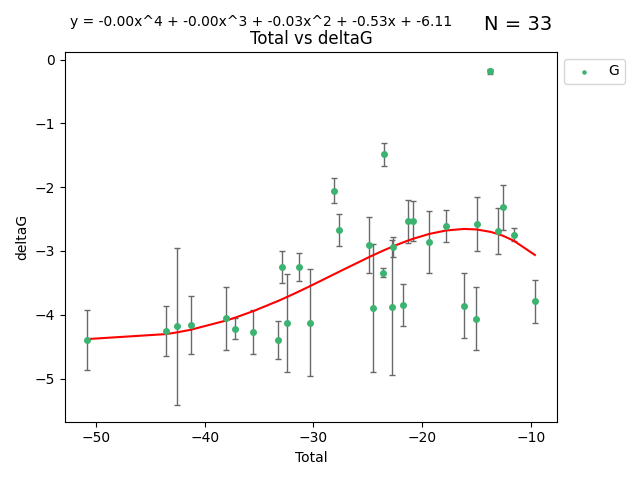 y = -0.00x^4 + -0.00x^3 + -0.03x^2 + -0.53x + -6.11
N = 33
Total vs deltaG
G
deltaG
0
−1
−2
−3
−4
−5
−50
−40
−30
−20
−10
Total